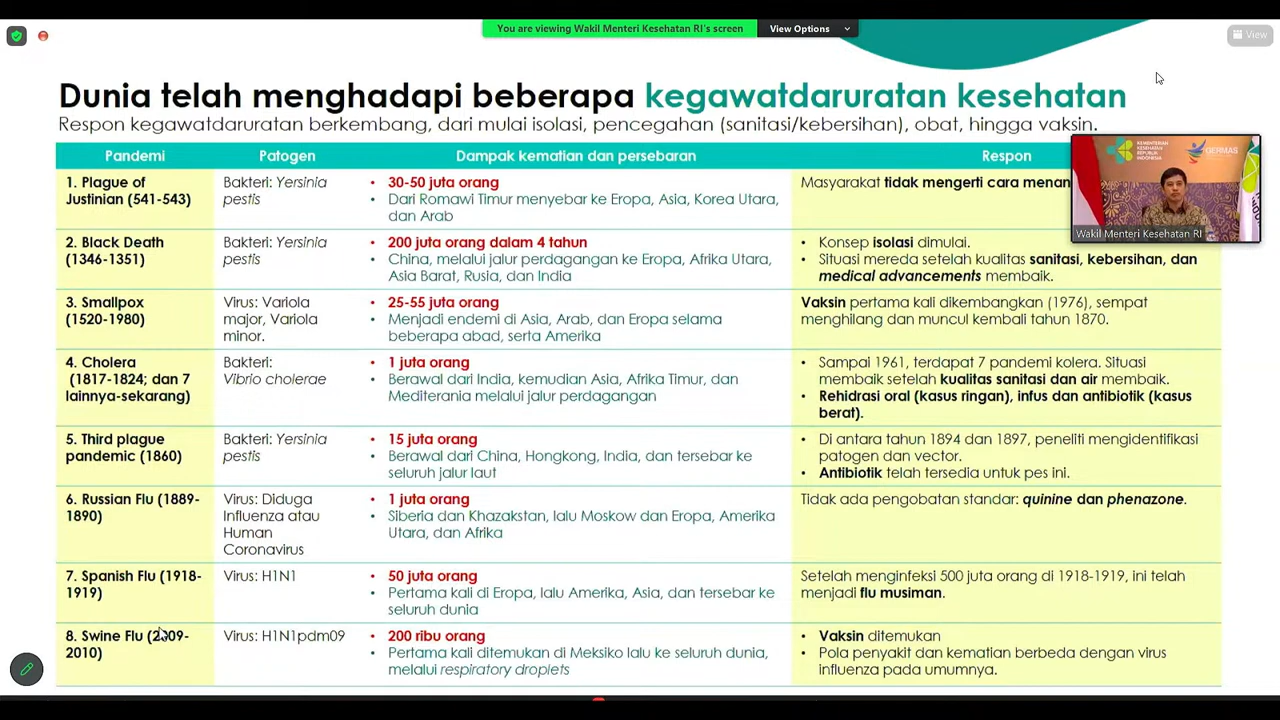 You are viewing Wakil Menteri Kesehatan RI's screen
View Options
View
Dunia telah menghadapi beberapa kegawatdaruratan kesehatan
Respon kegawatdaruratan berkembang, dari mulai isolasi, pencegahan (sanitasi/kebersihan), obat, hingga vaksin.
Pandemi
Patogen
Dampak kematian dan persebaran
Respon
1. Plague of
Justinian (541-543)
Bakteri: Yersinia
pestis
• 30-50 juta orang
• Dari Romawi Timur menyebar ke Eropa, Asia, Korea Utara,
dan Arab
Masyarakat tidak mengerti cara
KEMENTERIAN
KESEHATAN
REPUBLIK
INDONESIA
GERMAS
Wakil Menteri Kesehatan RI
2. Black Death
(1346-1351)
Bakteri: Yersinia
pestis
• 200 juta orang dalam 4 tahun
• China, melalui jalur perdagangan ke Eropa, Afrika Utara,
Asia Barat, Rusia, dan India
• Konsep isolasi dimulai.
• Situasi mereda setelah kualitas sanitasi, kebersihan, dan
medical advancements membaik.
3. Smallpox
(1520-1980)
Virus: Variola
major, Variola
minor.
• 25-55 juta orang
• Menjadi endemi di Asia, Arab, dan Eropa selama
beberapa abad, serta Amerika
Vaksin pertama kali dikembangkan (1976), sempat
menghilang dan muncul kembali tahun 1870.
4. Cholera
(1817-1824; dan 7
lainnya-sekarang)
Bakteri:
Vibrio cholerae
• 1 juta orang
• Berawal dari India, kemudian Asia, Afrika Timur, dan
Mediterania melalui jalur perdagangan
• Sampai 1961, terdapat 7 pandemi kolera. Situasi
membaik setelah kualitas sanitasi dan air membaik.
• Rehidrasi oral (kasus ringan), infus dan antibiotik (kasus
berat).
5. Third plague
pandemic (1860)
Bakteri: Yersinia
pestis
• 15 juta orang
• Berawal dari China, Hongkong, India, dan tersebar ke
seluruh jalur laut
• Di antara tahun 1894 dan 1897, peneliti mengidentifikasi
patogen dan vector.
• Antibiotik telah tersedia untuk pes ini.
6. Russian Flu (1889-
1890)
Virus: Diduga
Influenza atau
Human
Coronavirus
• 1 juta orang
• Siberia dan Khazakstan, lalu Moskow dan Eropa, Amerika
Utara, dan Afrika
Tidak ada pengobatan standar: quinine dan phenazone.
7. Spanish Flu (1918-
1919)
Virus: H1N1
• 50 juta orang
• Pertama kali di Eropa, lalu Amerika, Asia, dan tersebar ke
seluruh dunia
Setelah menginfeksi 500 juta orang di 1918-1919, ini telah
menjadi flu musiman.
8. Swine Flu (2009-
2010)
Virus: H1N1pdm09
• 200 ribu orang
• Pertama kali ditemukan di Meksiko lalu ke seluruh dunia,
melalui respiratory droplets
• Vaksin ditemukan
• Pola penyakit dan kematian berbeda dengan virus
influenza pada umumnya.